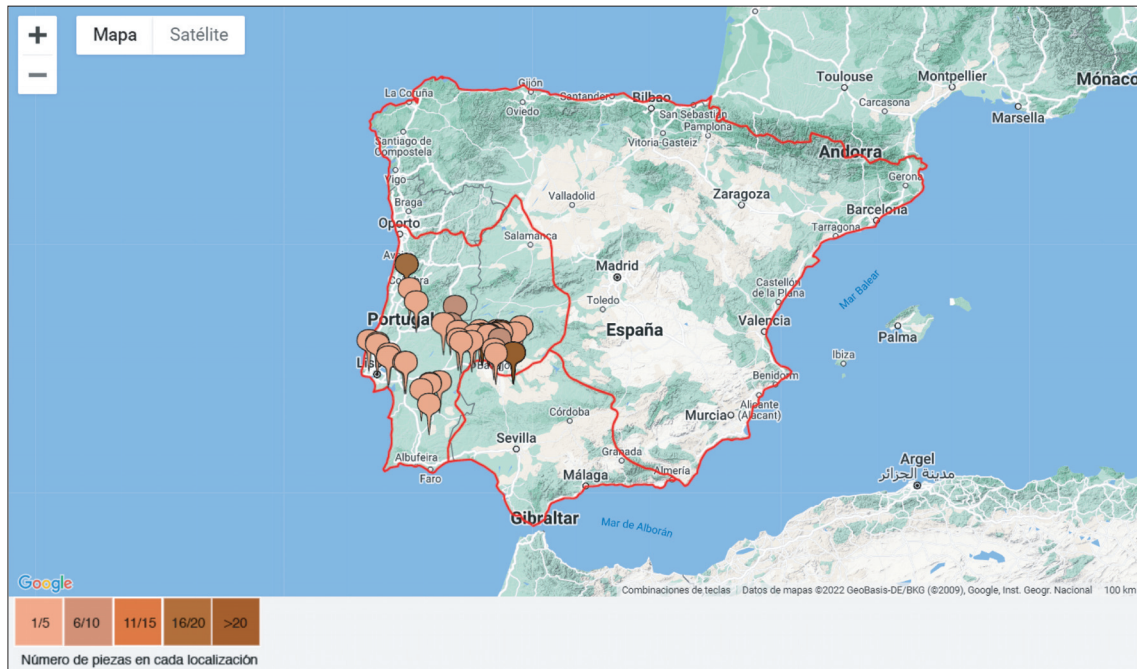 +
Mapa
Satélite
−
Toulouse
Montpellier
Mónaco
Carcasona
Marsella
La Coruña
Gijón
Santander
Bilbao
Oviedo
San Sebastián
Pamplona
Santiago de
Compostela
Vitoria-Gasteiz
Andorra
Vigo
Gerona
Braga
Valladolid
Zaragoza
Barcelona
Oporto
Tarragona
Salamanca
Madrid
Castellón
de la Plana
Toledo
Mar Balear
Portugal
España
Valencia
Palma
Ibiza
Benidorm
Alicante
(Alacant)
Córdoba
Murcia
Sevilla
Albufeira
Granada
Faro
Almería
Málaga
Argel
مدينة الجزائر
Gibraltar
Mar de Alborán
Google
Combinaciones de teclas
Datos de mapas ©2022 GeoBasis-DE/BKG (©2009), Google, Inst. Geogr. Nacional
100 km
1/5
6/10
11/15
16/20
>20
Número de piezas en cada localización